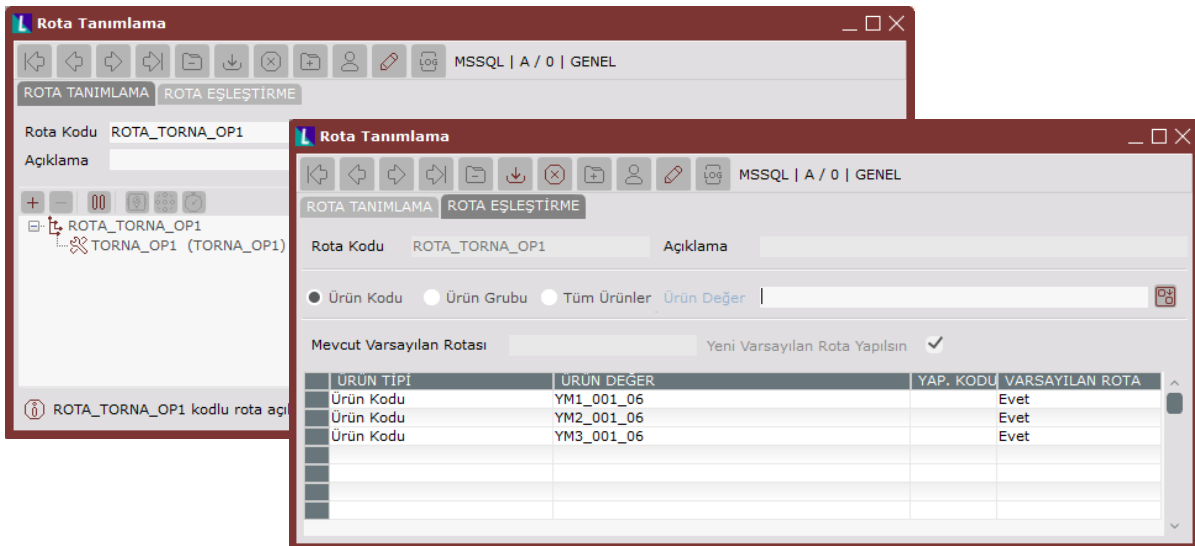 Rota Tanımlama
LOG MSSQL | A / 0 | GENEL
ROTA TANIMLAMA ROTA EŞLEŞTİRME
Rota Kodu ROTA_TORNA_OP1
Açıklama
ROTA_TORNA_OP1
TORNA_OP1 (TORNA_OP1)
ROTA_TORNA_OP1 kodlu rota açıl
Rota Tanımlama
LOG MSSQL | A / 0 | GENEL
ROTA TANIMLAMA ROTA EŞLEŞTİRME
Rota Kodu ROTA_TORNA_OP1 Açıklama
Ürün Kodu Ürün Grubu Tüm Ürünler Ürün Değer
Mevcut Varsayılan Rotası Yeni Varsayılan Rota Yapılsın
ÜRÜN TİPİ ÜRÜN DEĞER YAP. KODU VARSAYILAN ROTA
Ürün Kodu YM1_001_06 Evet
Ürün Kodu YM2_001_06 Evet
Ürün Kodu YM3_001_06 Evet